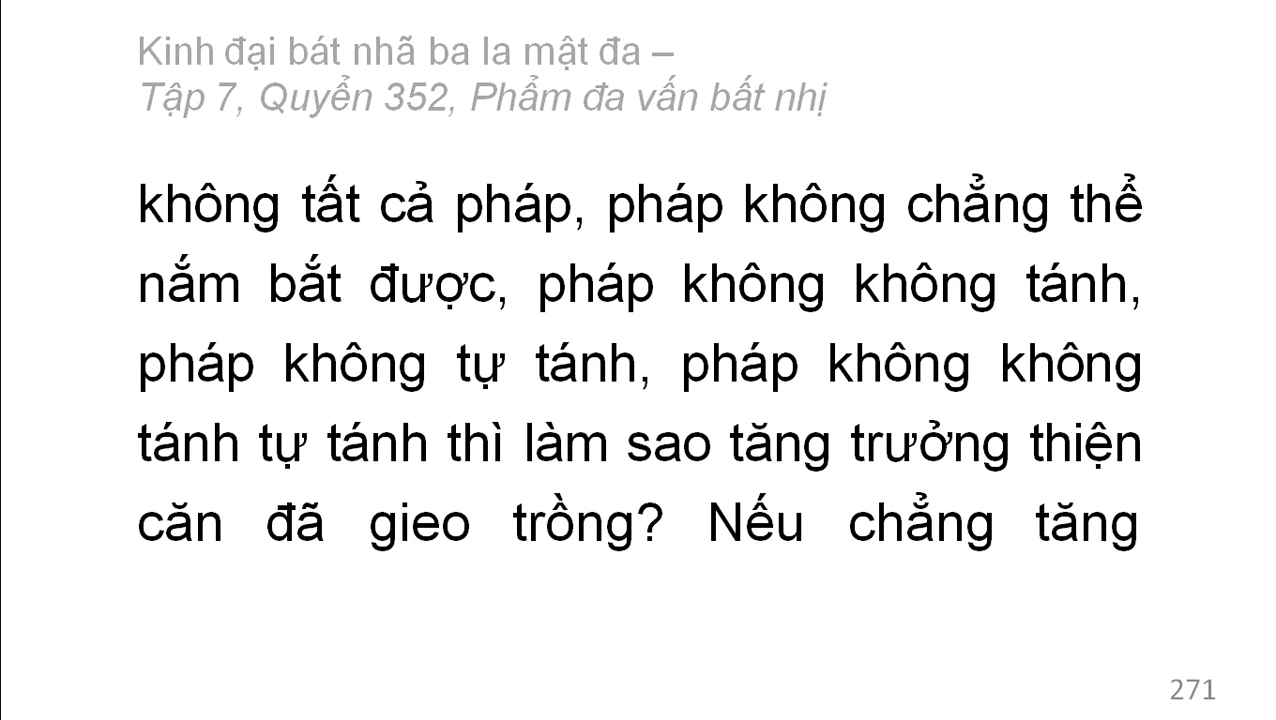 Kinh đại bát nhã ba la mật đa –
Tập 7, Quyển 352, Phẩm đa vấn bất nhị
không tất cả pháp, pháp không chẳng thể
nắm bắt được, pháp không không tánh,
pháp không tự tánh, pháp không không
tánh tự tánh thì làm sao tăng trưởng thiện
căn đã gieo trồng? Nếu chẳng tăng
271